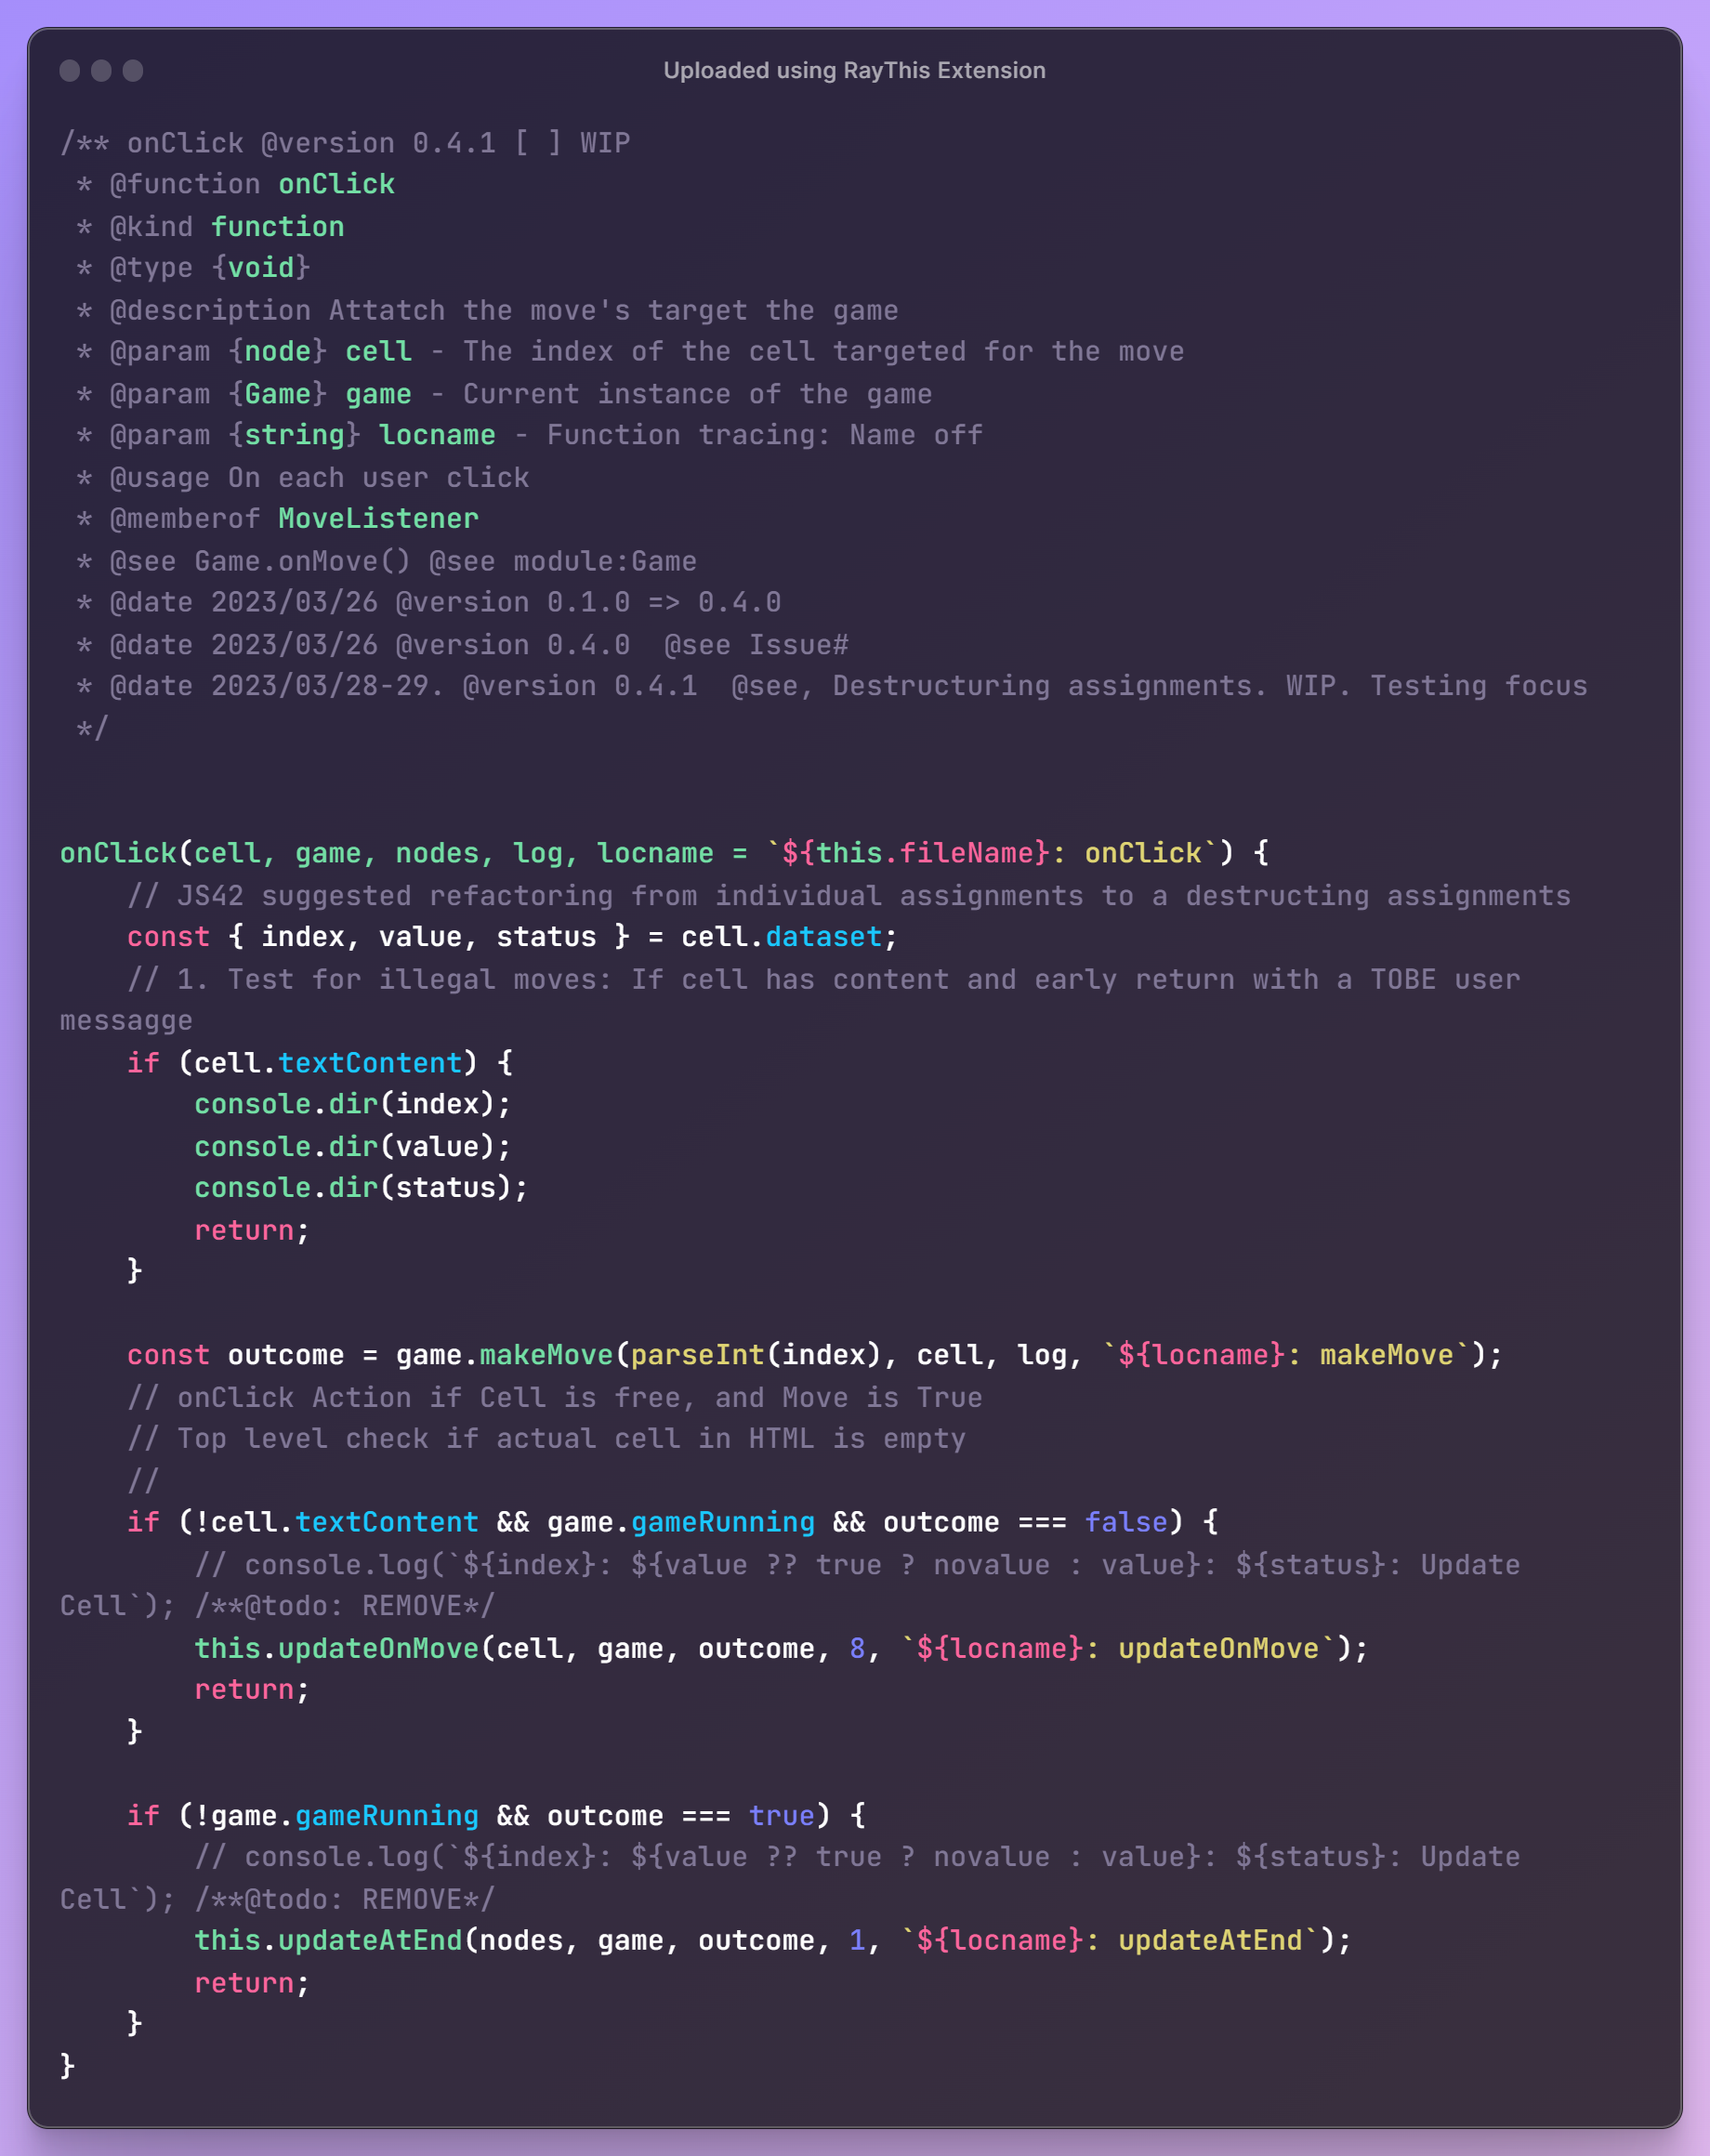 Uploaded using RayThis Extension
/** onClick @version 0.4.1 [ ] WIP
 * @function onClick
 * @kind function
 * @type {void}
 * @description Attatch the move's target the game
 * @param {node} cell - The index of the cell targeted for the move
 * @param {Game} game - Current instance of the game
 * @param {string} locname - Function tracing: Name off
 * @usage On each user click
 * @memberof MoveListener
 * @see Game.onMove() @see module:Game
 * @date 2023/03/26 @version 0.1.0 => 0.4.0
 * @date 2023/03/26 @version 0.4.0  @see Issue#
 * @date 2023/03/28-29. @version 0.4.1  @see, Destructuring assignments. WIP. Testing focus
 */
onClick(cell, game, nodes, log, locname = `${this.fileName}: onClick`) {
    // JS42 suggested refactoring from individual assignments to a destructing assignments
    const { index, value, status } = cell.dataset;
    // 1. Test for illegal moves: If cell has content and early return with a TOBE user
messagge
    if (cell.textContent) {
        console.dir(index);
        console.dir(value);
        console.dir(status);
        return;
    }
    const outcome = game.makeMove(parseInt(index), cell, log, `${locname}: makeMove`);
    // onClick Action if Cell is free, and Move is True
    // Top level check if actual cell in HTML is empty
    //
    if (!cell.textContent && game.gameRunning && outcome === false) {
        // console.log(`${index}: ${value ?? true ? novalue : value}: ${status}: Update
Cell`); /**@todo: REMOVE*/
        this.updateOnMove(cell, game, outcome, 8, `${locname}: updateOnMove`);
        return;
    }
    if (!game.gameRunning && outcome === true) {
        // console.log(`${index}: ${value ?? true ? novalue : value}: ${status}: Update
Cell`); /**@todo: REMOVE*/
        this.updateAtEnd(nodes, game, outcome, 1, `${locname}: updateAtEnd`);
        return;
    }
}